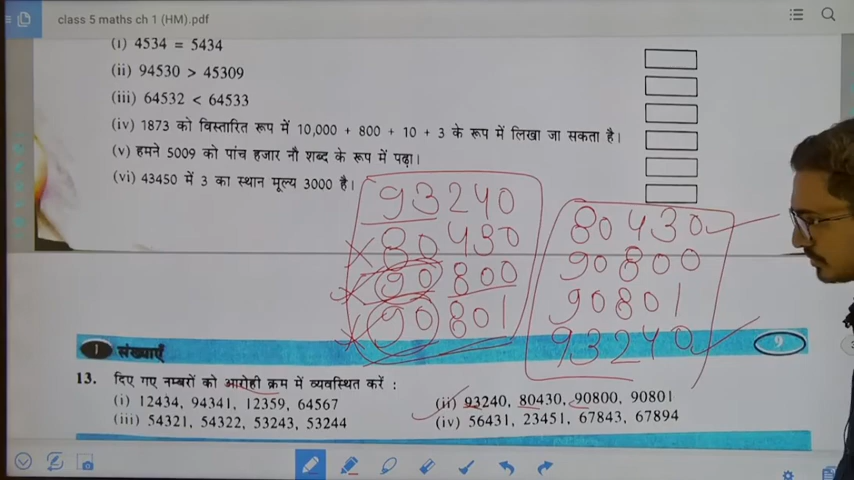 class 5 maths ch 1 (HM).pdf
(i) 4534 = 5434
(ii) 94530 > 45309
(iii) 64532 < 64533
(iv) 1873 को विस्तारित रूप में 10,000 + 800 + 10 + 3 के रूप में लिखा जा सकता है।
(v) हमने 5009 को पांच हजार नौ शब्द के रूप में पढ़ा।
(vi) 43450 में 3 का स्थान मूल्य 3000 है।
93240
80430
90800
90801
80430
90800
90801
93240
1 संख्याएँ
9
13. दिए गए नम्बरों को आरोही क्रम में व्यवस्थित करें :
(i) 12434, 94341, 12359, 64567
(ii) 93240, 80430, 90800, 90801
(iii) 54321, 54322, 53243, 53244
(iv) 56431, 23451, 67843, 67894